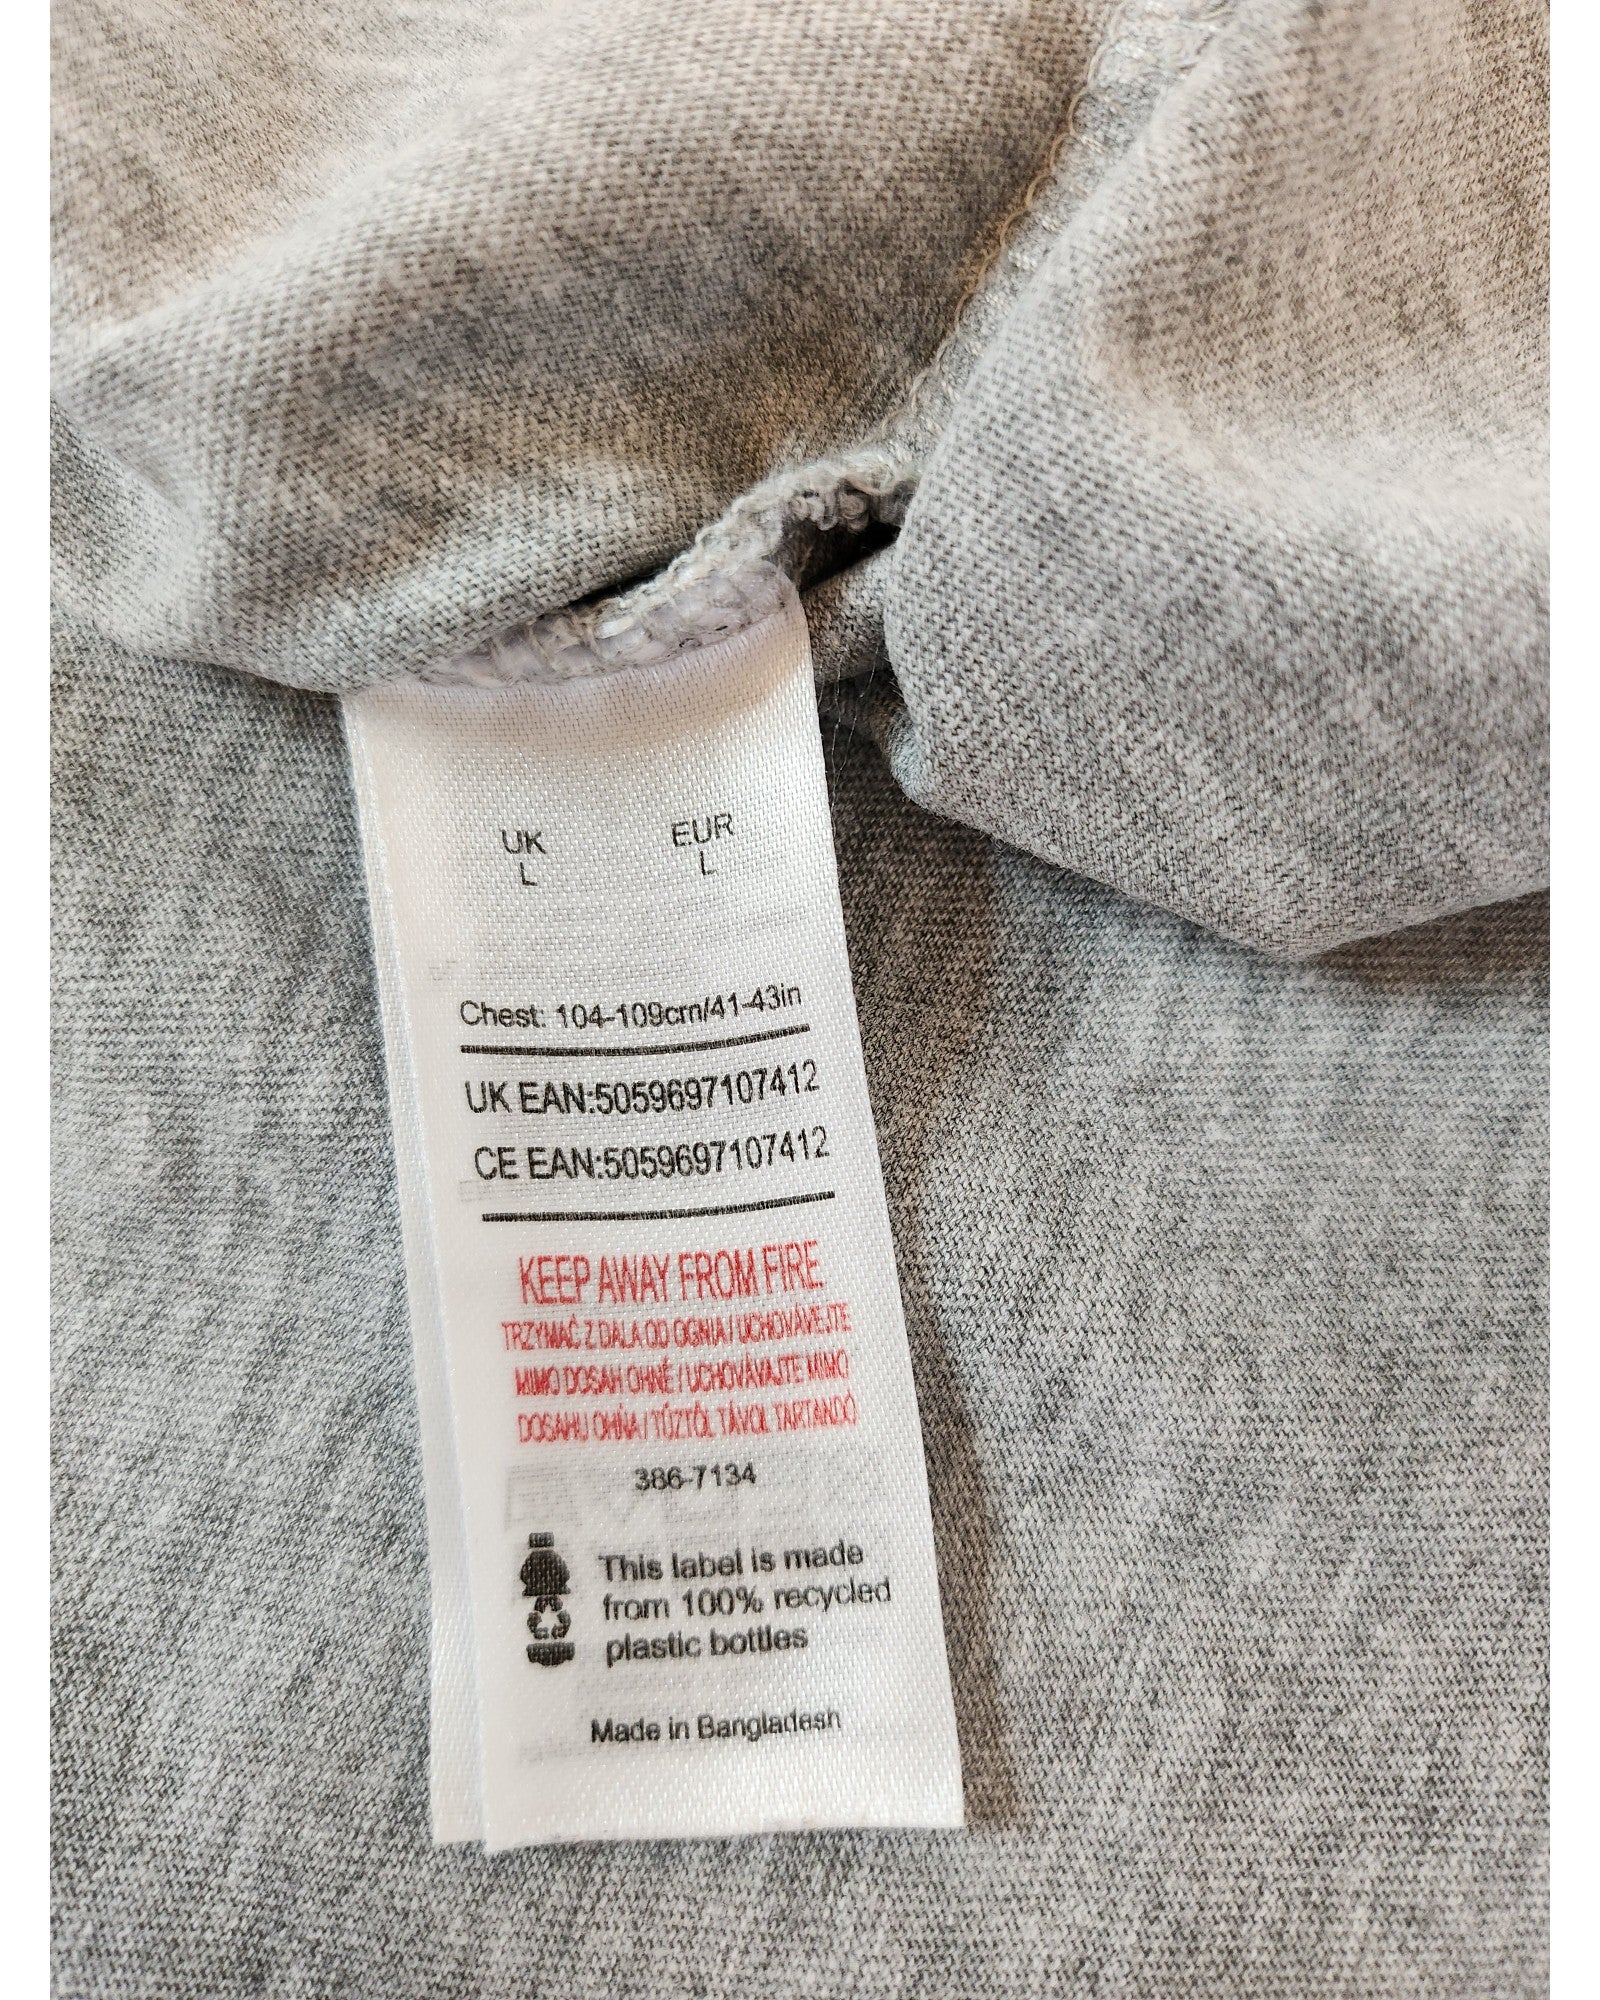 UK EUR
L L
Chest: 104-109cm/41-43in
UK EAN:5059697107412
CE EAN:5059697107412
KEEP AWAY FROM FIRE
TRZYMAĆ Z DALA OD OGNIA / UCHOVÁVEJTE
MIMO DOSAH OHNĚ / UCHOVÁVAJTE MIMO
DOSAHU OHŇA / TŰZTŐL TÁVOL TARTANDÓ
386-7134
This label is made
from 100% recycled
plastic bottles
Made in Bangladesh